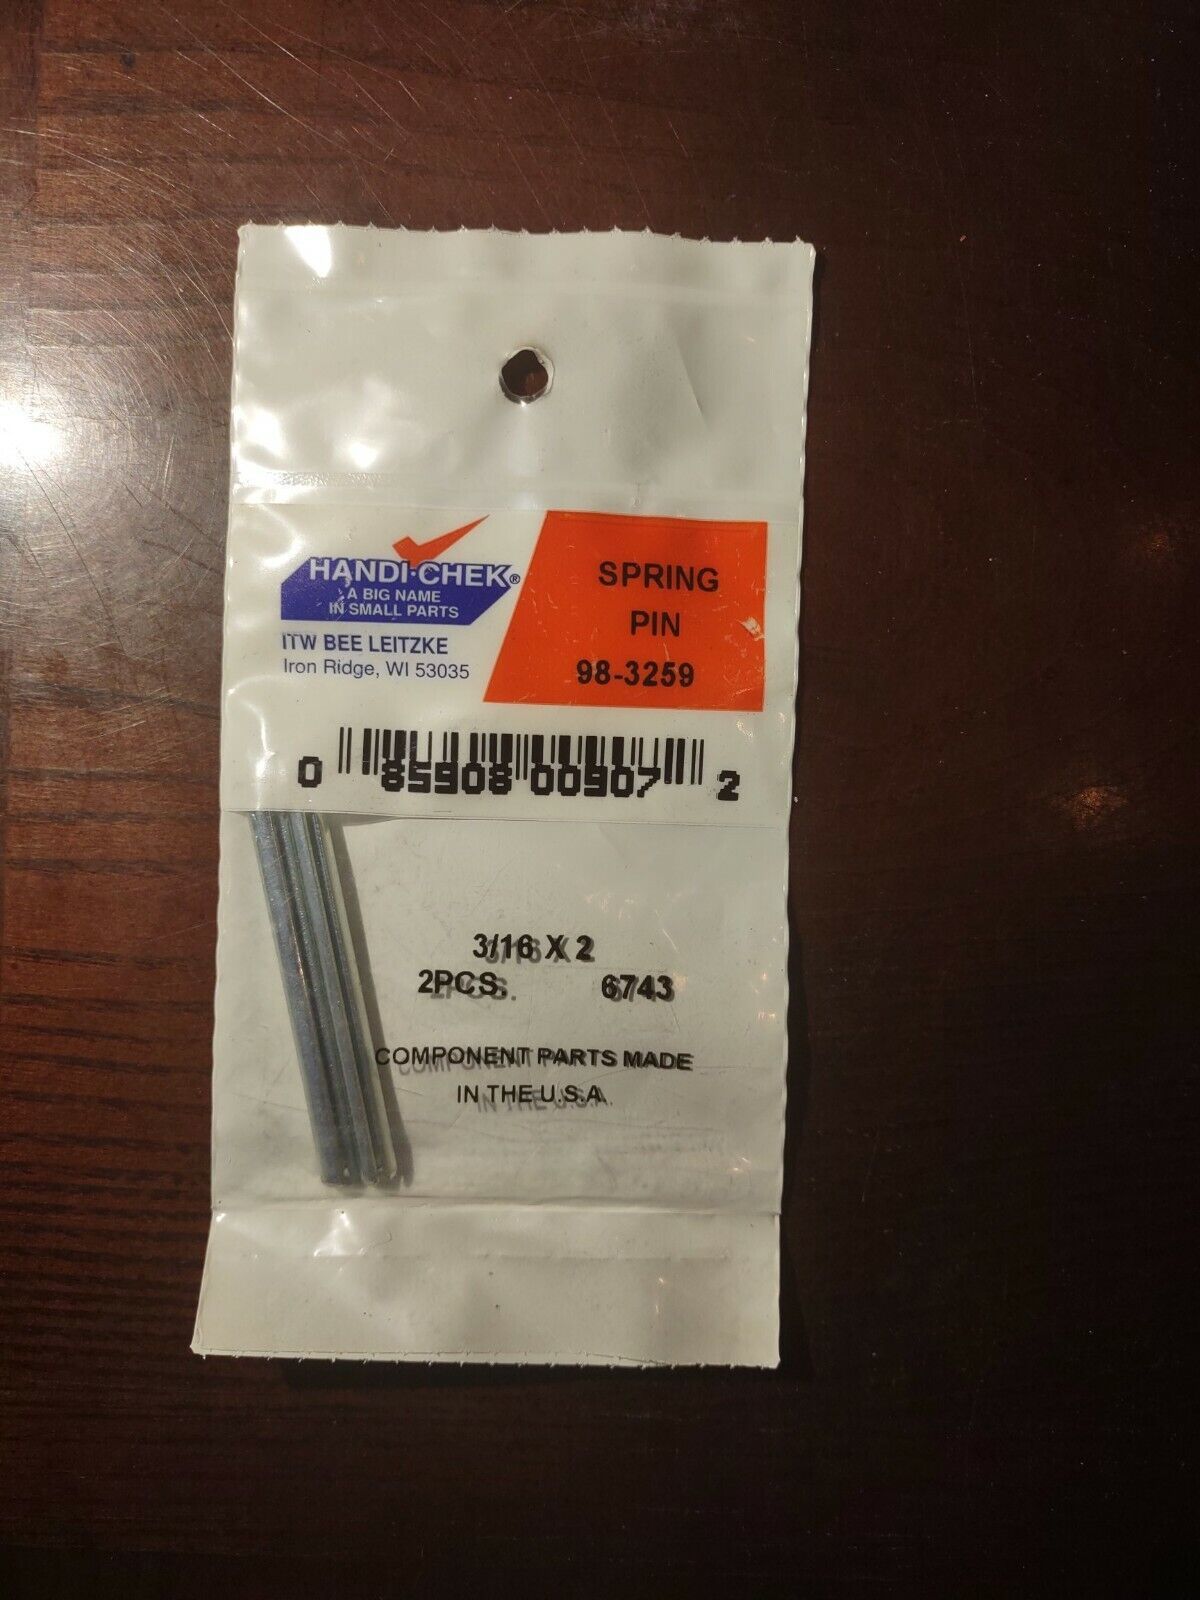 HANDI-CHEK®
A BIG NAME
IN SMALL PARTS
ITW BEE LEITZKE
Iron Ridge, WI 53035
SPRING
PIN
98-3259
0 85908 00907 2
3/16 X 2
2PCS. 6743
COMPONENT PARTS MADE
IN THE U.S.A.